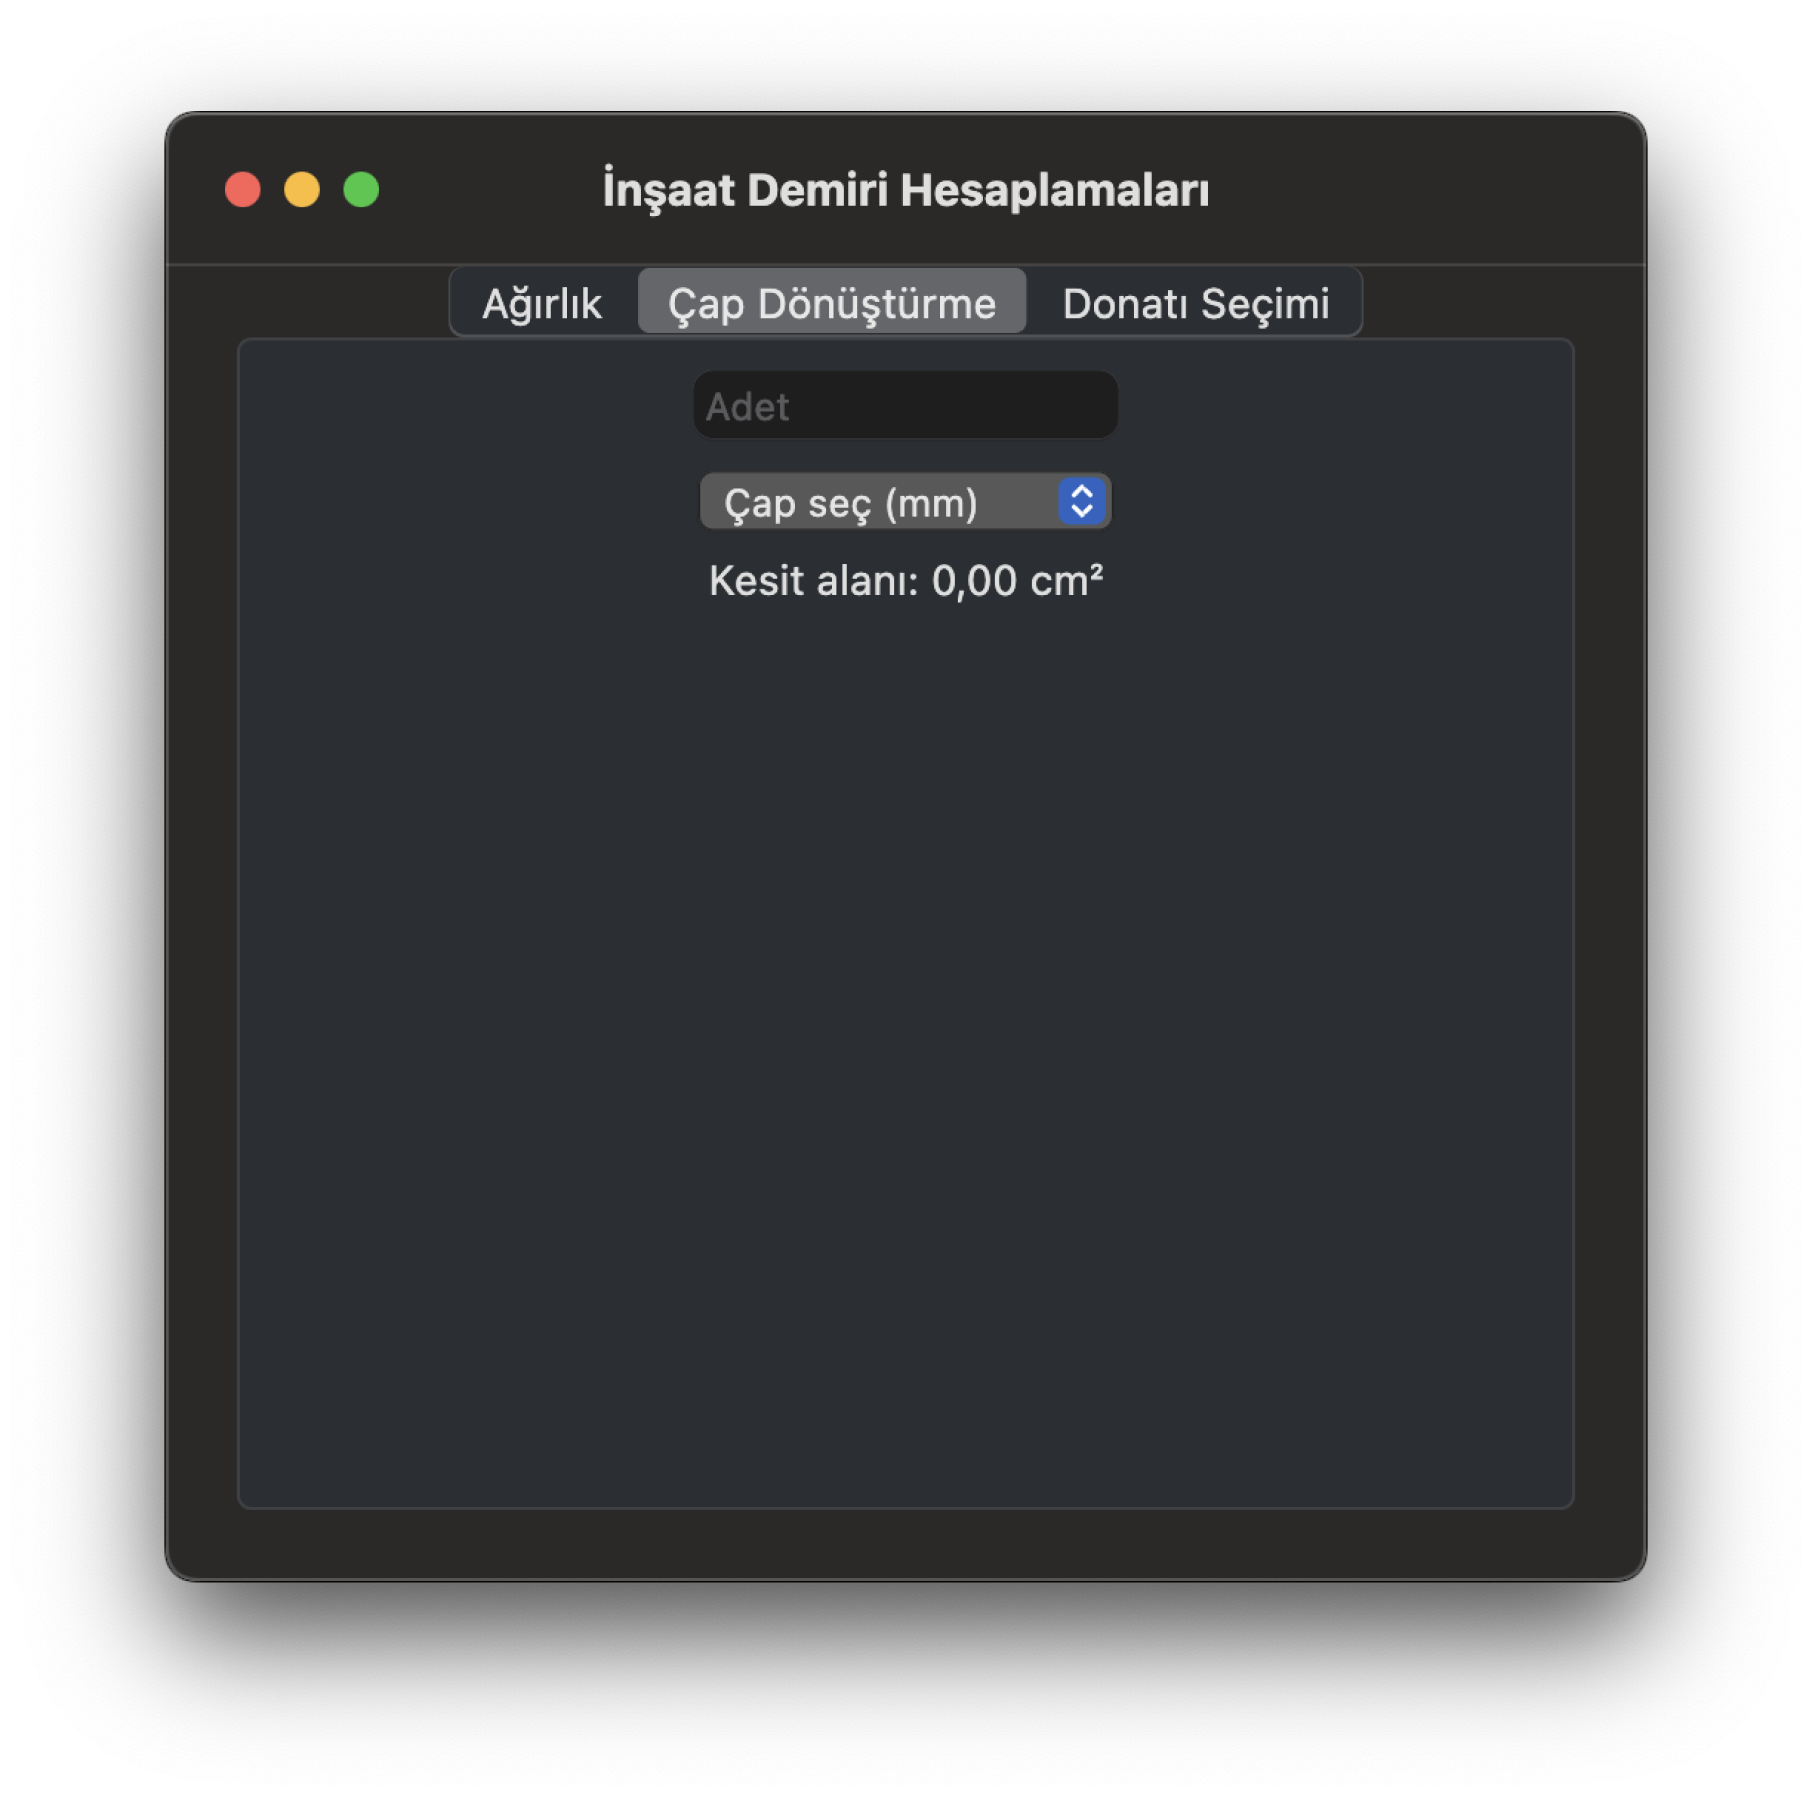 İnşaat Demiri Hesaplamaları
Ağırlık Çap Dönüştürme Donatı Seçimi
Adet
Çap seç (mm)
Kesit alanı: 0,00 cm²